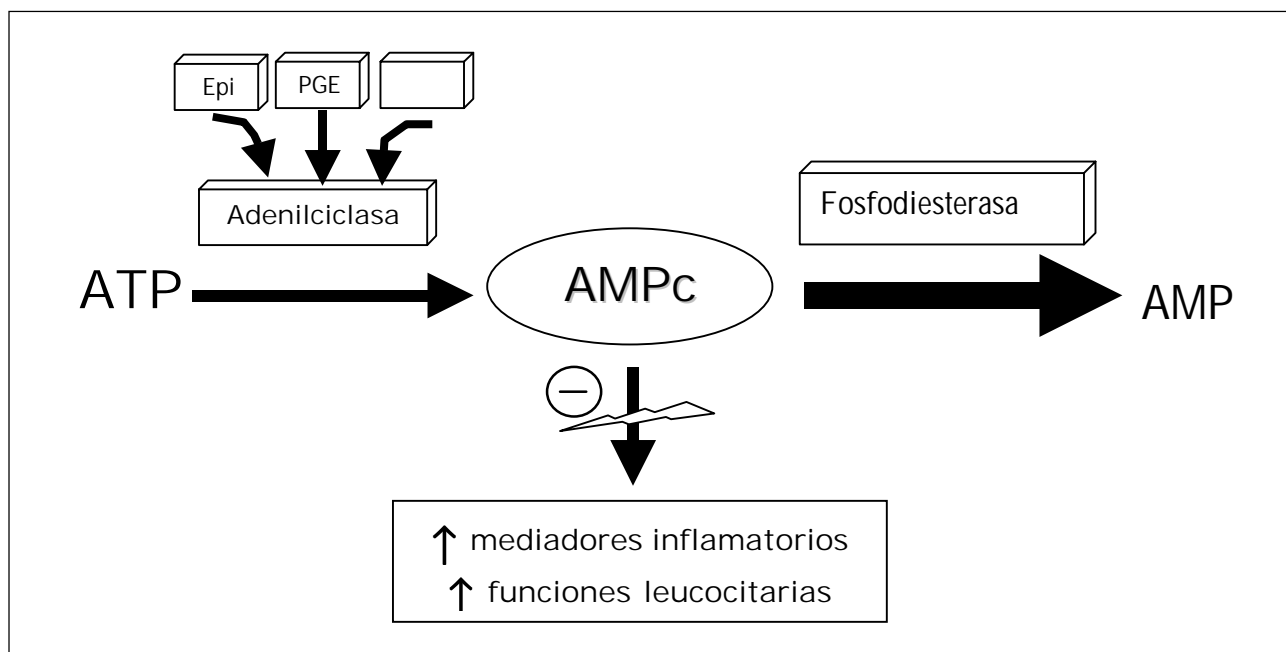 Epi
PGE
Adenilciclasa
Fosfodiesterasa
ATP
AMPc
AMP
−
↑ mediadores inflamatorios
↑ funciones leucocitarias